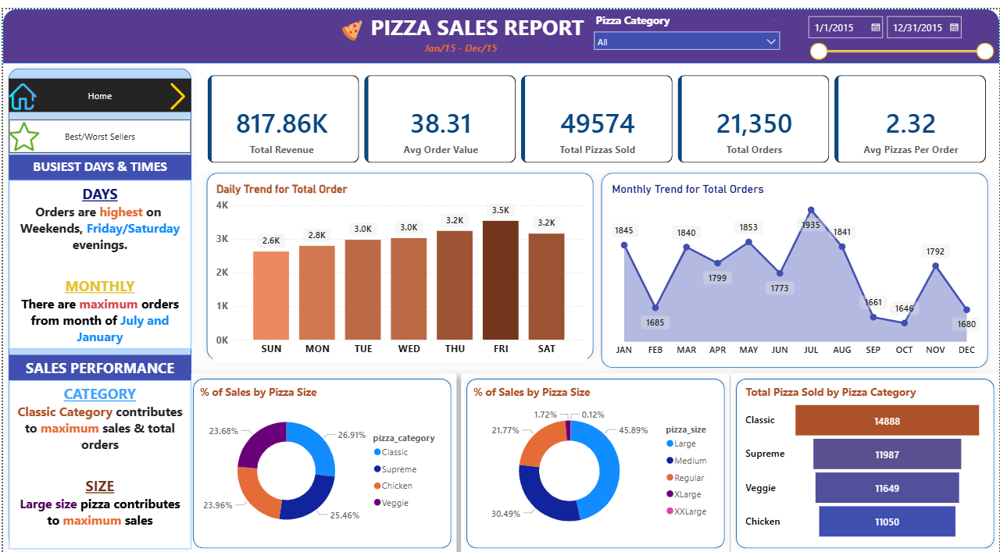 PIZZA SALES REPORT
Jan/15 - Dec/15
Pizza Category
All
1/1/2015
12/31/2015
Home
Best/Worst Sellers
BUSIEST DAYS & TIMES
DAYS
Orders are highest on
Weekends, Friday/Saturday
evenings.
MONTHLY
There are maximum orders
from month of July and
January
SALES PERFORMANCE
CATEGORY
Classic Category contributes
to maximum sales & total
orders
SIZE
Large size pizza contributes
to maximum sales
817.86K
Total Revenue
38.31
Avg Order Value
49574
Total Pizzas Sold
21,350
Total Orders
2.32
Avg Pizzas Per Order
Daily Trend for Total Order
4K
3K
2K
1K
0K
2.6K
2.8K
3.0K
3.0K
3.2K
3.5K
3.2K
SUN MON TUE WED THU FRI SAT
Monthly Trend for Total Orders
1845
1685
1840
1799
1853
1773
1935
1841
1661
1646
1792
1680
JAN FEB MAR APR MAY JUN JUL AUG SEP OCT NOV DEC
% of Sales by Pizza Size
23.68%
26.91%
23.96%
25.46%
pizza_category
Classic
Supreme
Chicken
Veggie
% of Sales by Pizza Size
1.72%
0.12%
21.77%
45.89%
30.49%
pizza_size
Large
Medium
Regular
XLarge
XXLarge
Total Pizza Sold by Pizza Category
Classic 14888
Supreme 11987
Veggie 11649
Chicken 11050